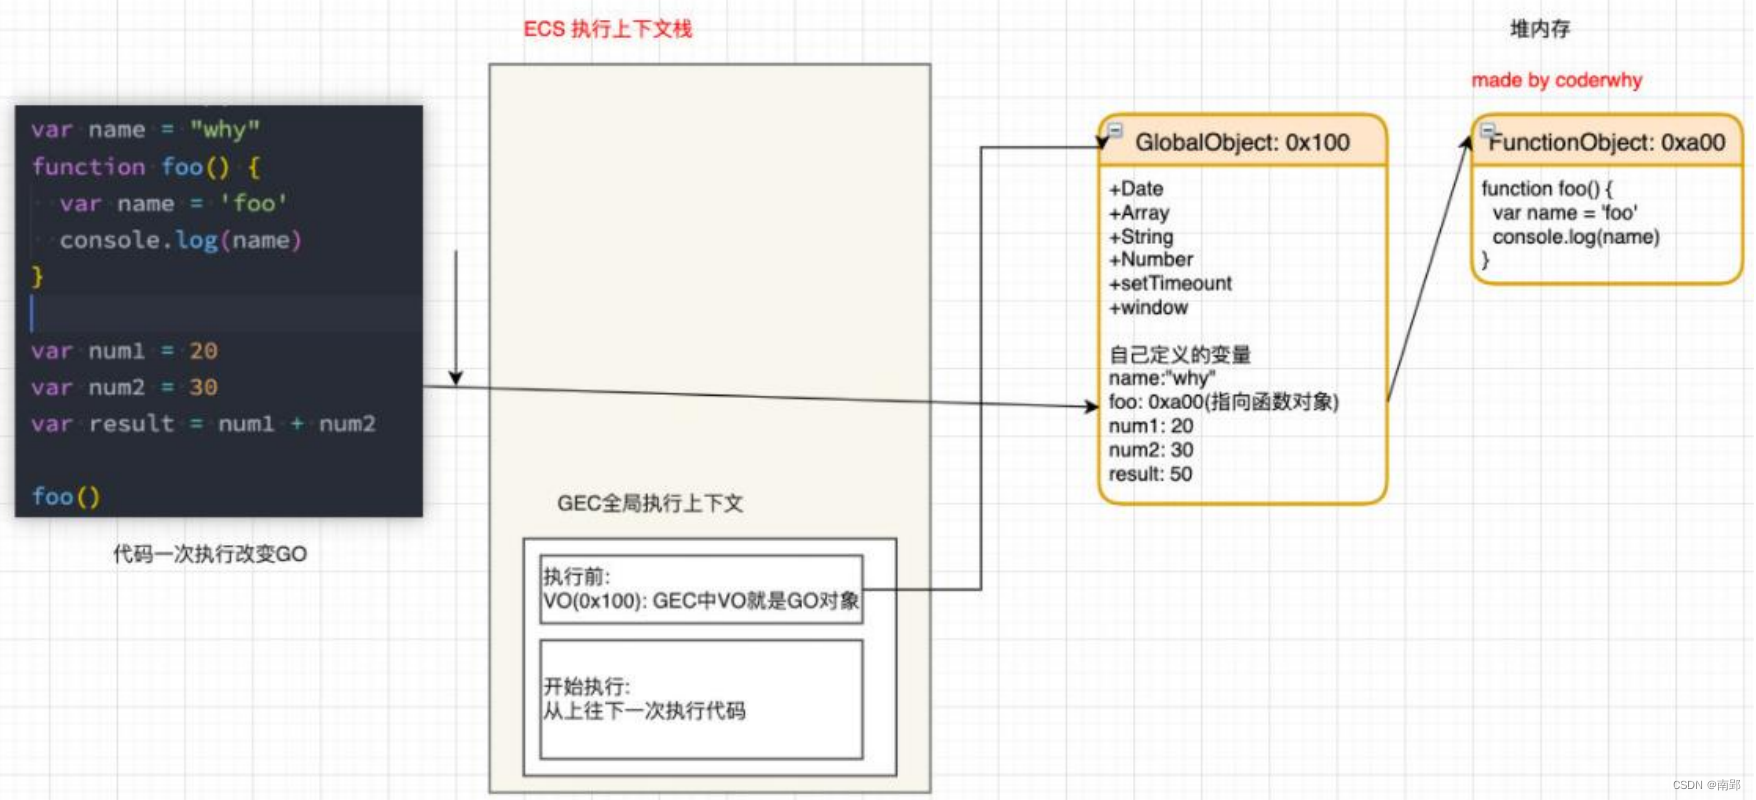 ECS 执行上下文栈
堆内存
made by coderwhy
var name = "why"
function foo() {
var name = 'foo'
console.log(name)
}
var num1 = 20
var num2 = 30
var result = num1 + num2
foo()
代码一次执行改变GO
GEC全局执行上下文
执行前:
VO(0x100): GEC中VO就是GO对象
开始执行:
从上往下一次执行代码
GlobalObject: 0x100
+Date
+Array
+String
+Number
+setTimeount
+window
自己定义的变量
name:"why"
foo: 0xa00(指向函数对象)
num1: 20
num2: 30
result: 50
FunctionObject: 0xa00
function foo() {
var name = 'foo'
console.log(name)
}
CSDN @南郢